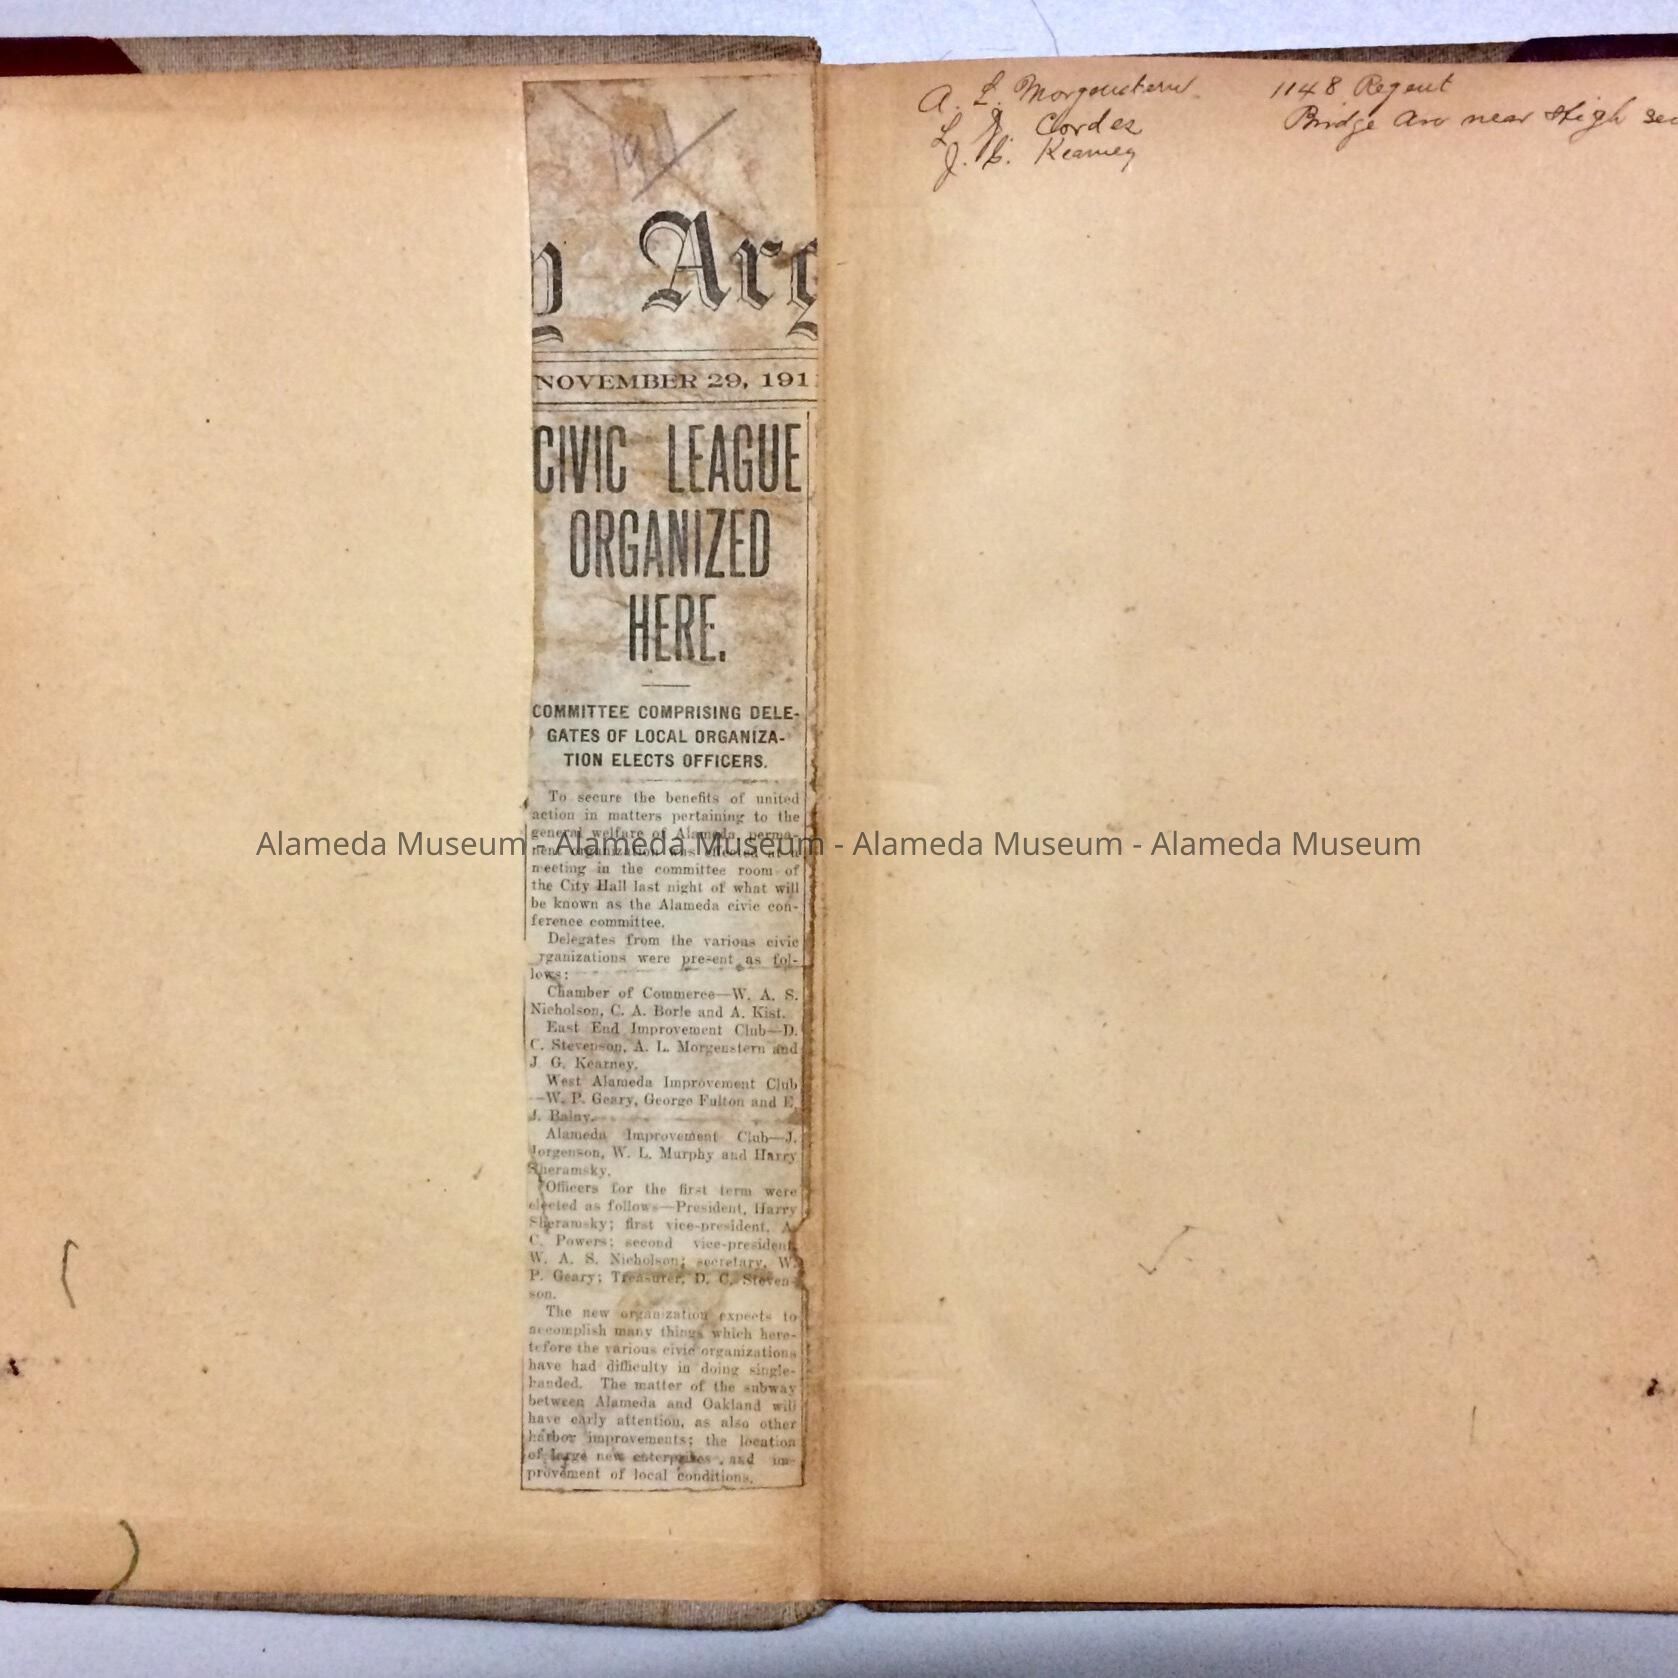 1911
y Arg
NOVEMBER 29, 191
CIVIC LEAGUE
ORGANIZED
HERE.
COMMITTEE COMPRISING DELE-
GATES OF LOCAL ORGANIZA-
TION ELECTS OFFICERS.
To secure the benefits of united
action in matters pertaining to the
general welfare of Alameda, perma-
nent organization was effected at a
meeting in the committee room of
the City Hall last night of what will
be known as the Alameda civic con-
ference committee.
Delegates from the various civic
rganizations were present as fol-
lows:
Chamber of Commerce—W. A. S.
Nicholson, C. A. Borle and A. Kist.
East End Improvement Club—D.
C. Stevenson, A. L. Morgenstern and
J. G. Kearney.
West Alameda Improvement Club
—W. P. Geary, George Fulton and E.
J. Balny.
Alameda Improvement Club—J.
Jorgenson, W. L. Murphy and Harry
Sheramsky.
Officers for the first term were
elected as follows—President, Harry
Sheramsky; first vice-president, A.
C. Powers; second vice-president,
W. A. S. Nicholson; secretary, W.
P. Geary; Treasurer, D. C. Steven-
son.
The new organization expects to
accomplish many things which here-
tofore the various civic organizations
have had difficulty in doing single-
handed. The matter of the subway
between Alameda and Oakland will
have early attention, as also other
harbor improvements; the location
of large new enterprises, and im-
provement of local conditions.
A. L. Morgenstern 1148 Regent
L. J. Cordes Bridge Ave near High
J. G. Kearney
Alameda Museum - Alameda Museum - Alameda Museum - Alameda Museum